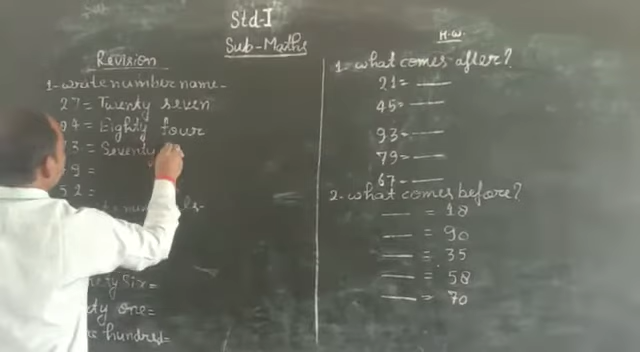 Std-I
Sub-Maths
Revision
1-write number name-
27= Twenty seven
84= Eighty four
3= Seventy
9=
52=
Six=
one=
hundred=
H.W.
1-what comes after?
21= —
45= —
93= —
79= —
67= —
2-what comes before?
— = 18
— = 90
— = 35
— = 58
— = 70